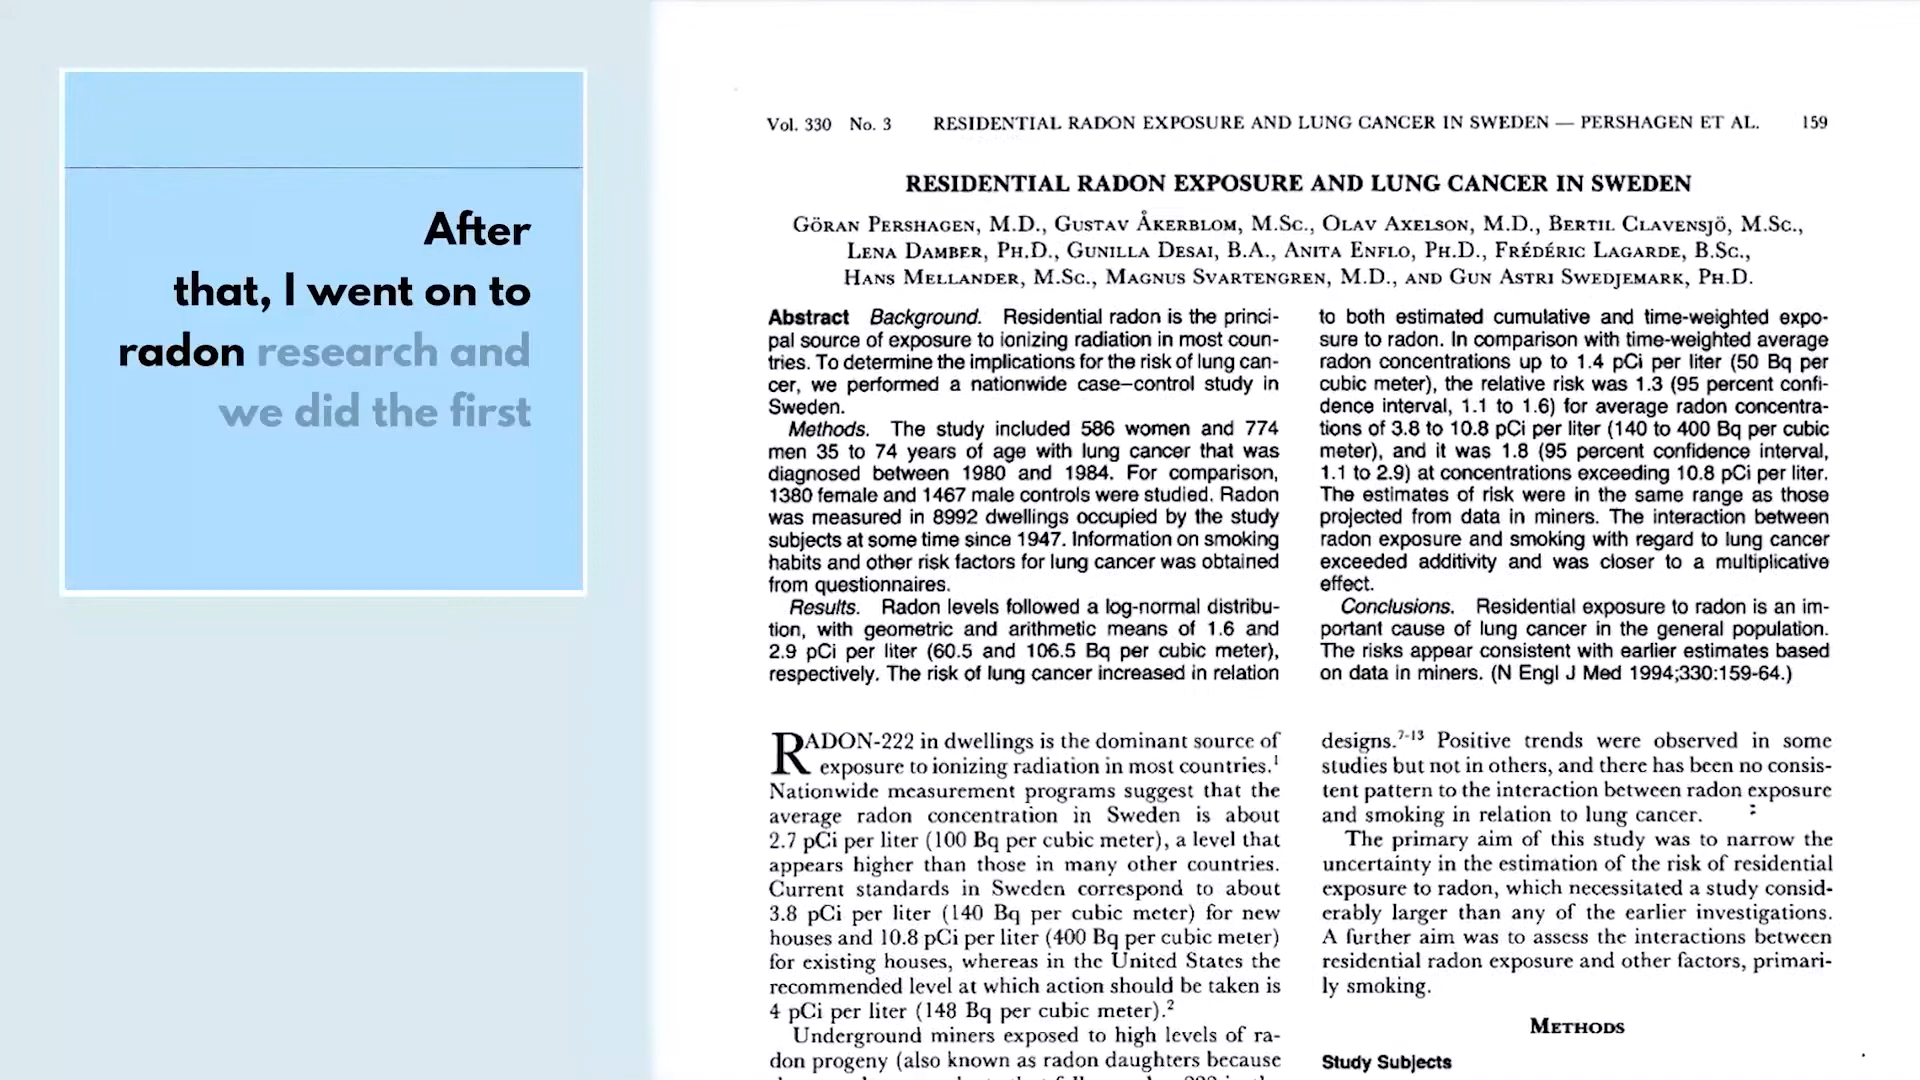 After
that, I went on to
radon research and
we did the first
Vol. 330 No. 3 RESIDENTIAL RADON EXPOSURE AND LUNG CANCER IN SWEDEN — PERSHAGEN ET AL. 159
RESIDENTIAL RADON EXPOSURE AND LUNG CANCER IN SWEDEN
GÖRAN PERSHAGEN, M.D., GUSTAV ÅKERBLOM, M.SC., OLAV AXELSON, M.D., BERTIL CLAVENSJÖ, M.SC.,
LENA DAMBER, PH.D., GUNILLA DESAI, B.A., ANITA ENFLO, PH.D., FRÉDÉRIC LAGARDE, B.SC.,
HANS MELLANDER, M.SC., MAGNUS SVARTENGREN, M.D., AND GUN ASTRI SWEDJEMARK, PH.D.
Abstract Background. Residential radon is the princi-
pal source of exposure to ionizing radiation in most coun-
tries. To determine the implications for the risk of lung can-
cer, we performed a nationwide case–control study in
Sweden.
Methods. The study included 586 women and 774
men 35 to 74 years of age with lung cancer that was
diagnosed between 1980 and 1984. For comparison,
1380 female and 1467 male controls were studied. Radon
was measured in 8992 dwellings occupied by the study
subjects at some time since 1947. Information on smoking
habits and other risk factors for lung cancer was obtained
from questionnaires.
Results. Radon levels followed a log-normal distribu-
tion, with geometric and arithmetic means of 1.6 and
2.9 pCi per liter (60.5 and 106.5 Bq per cubic meter),
respectively. The risk of lung cancer increased in relation
to both estimated cumulative and time-weighted expo-
sure to radon. In comparison with time-weighted average
radon concentrations up to 1.4 pCi per liter (50 Bq per
cubic meter), the relative risk was 1.3 (95 percent confi-
dence interval, 1.1 to 1.6) for average radon concentra-
tions of 3.8 to 10.8 pCi per liter (140 to 400 Bq per cubic
meter), and it was 1.8 (95 percent confidence interval,
1.1 to 2.9) at concentrations exceeding 10.8 pCi per liter.
The estimates of risk were in the same range as those
projected from data in miners. The interaction between
radon exposure and smoking with regard to lung cancer
exceeded additivity and was closer to a multiplicative
effect.
Conclusions. Residential exposure to radon is an im-
portant cause of lung cancer in the general population.
The risks appear consistent with earlier estimates based
on data in miners. (N Engl J Med 1994;330:159-64.)
RADON-222 in dwellings is the dominant source of
exposure to ionizing radiation in most countries.¹
Nationwide measurement programs suggest that the
average radon concentration in Sweden is about
2.7 pCi per liter (100 Bq per cubic meter), a level that
appears higher than those in many other countries.
Current standards in Sweden correspond to about
3.8 pCi per liter (140 Bq per cubic meter) for new
houses and 10.8 pCi per liter (400 Bq per cubic meter)
for existing houses, whereas in the United States the
recommended level at which action should be taken is
4 pCi per liter (148 Bq per cubic meter).²
Underground miners exposed to high levels of ra-
don progeny (also known as radon daughters because
designs.⁷⁻¹³ Positive trends were observed in some
studies but not in others, and there has been no consis-
tent pattern to the interaction between radon exposure
and smoking in relation to lung cancer.
The primary aim of this study was to narrow the
uncertainty in the estimation of the risk of residential
exposure to radon, which necessitated a study consid-
erably larger than any of the earlier investigations.
A further aim was to assess the interactions between
residential radon exposure and other factors, primari-
ly smoking.
METHODS
Study Subjects